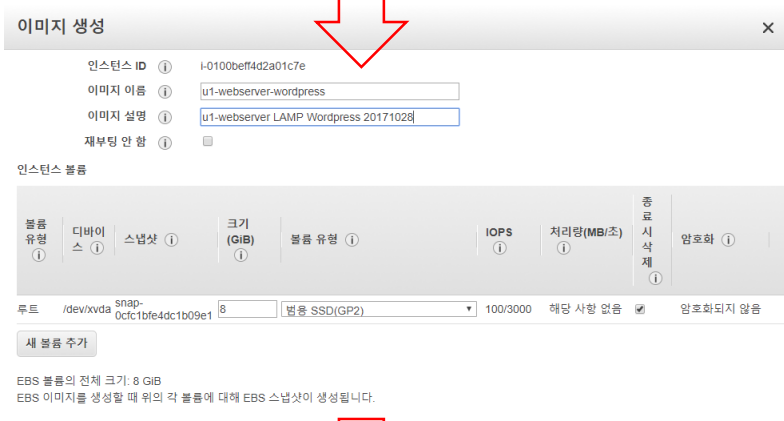 이미지 생성
인스턴스 ID i-0100beff4d2a01c7e
이미지 이름 u1-webserver-wordpress
이미지 설명 u1-webserver LAMP Wordpress 20171028
재부팅 안 함
인스턴스 볼륨
볼륨 유형 디바이스 스냅샷 크기(GiB) 볼륨 유형 IOPS 처리량(MB/초) 종료 시 삭제 암호화
루트 /dev/xvda snap-0cfc1bfe4dc1b09e1 8 범용 SSD(GP2) 100/3000 해당 사항 없음 암호화되지 않음
새 볼륨 추가
EBS 볼륨의 전체 크기: 8 GiB
EBS 이미지를 생성할 때 위의 각 볼륨에 대해 EBS 스냅샷이 생성됩니다.